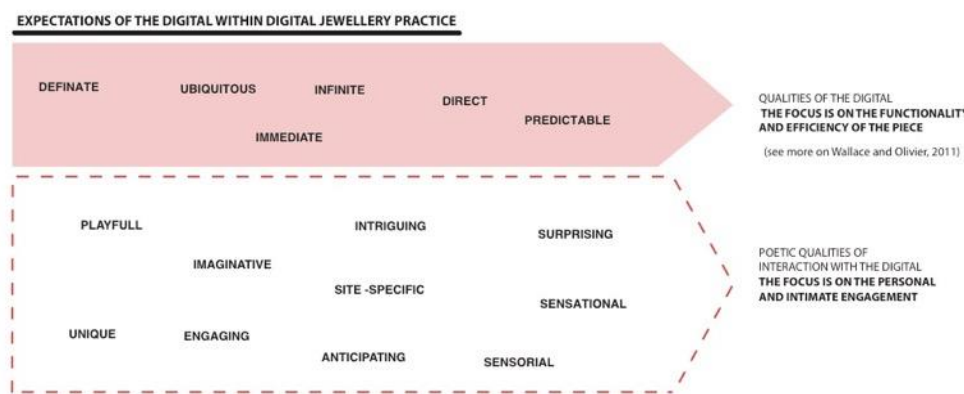 EXPECTATIONS OF THE DIGITAL WITHIN DIGITAL JEWELLERY PRACTICE
DEFINATE
UBIQUITOUS
INFINITE
DIRECT
PREDICTABLE
IMMEDIATE
QUALITIES OF THE DIGITAL
THE FOCUS IS ON THE FUNCTIONALITY
AND EFFICIENCY OF THE PIECE
(see more on Wallace and Olivier, 2011)
PLAYFULL
INTRIGUING
SURPRISING
IMAGINATIVE
SITE -SPECIFIC
SENSATIONAL
UNIQUE
ENGAGING
ANTICIPATING
SENSORIAL
POETIC QUALITIES OF
INTERACTION WITH THE DIGITAL
THE FOCUS IS ON THE PERSONAL
AND INTIMATE ENGAGEMENT